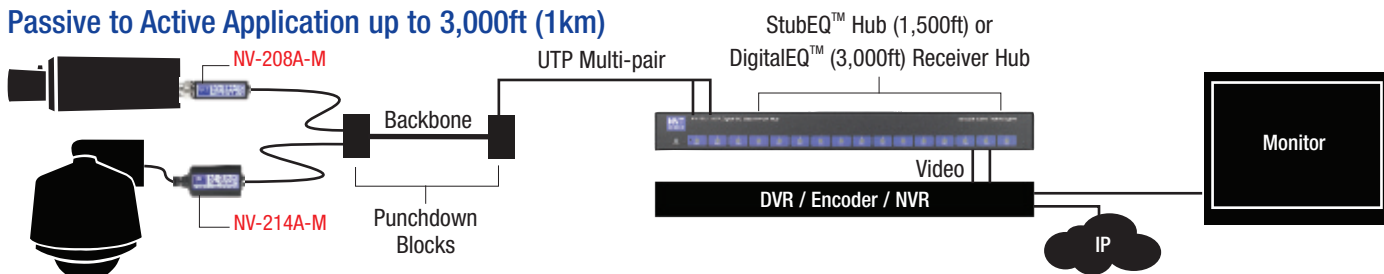 Passive to Active Application up to 3,000ft (1km)
StubEQ™ Hub (1,500ft) or
DigitalEQ™ (3,000ft) Receiver Hub
NV-208A-M
UTP Multi-pair
Backbone
Monitor
Video
DVR / Encoder / NVR
NV-214A-M
Punchdown
Blocks
IP